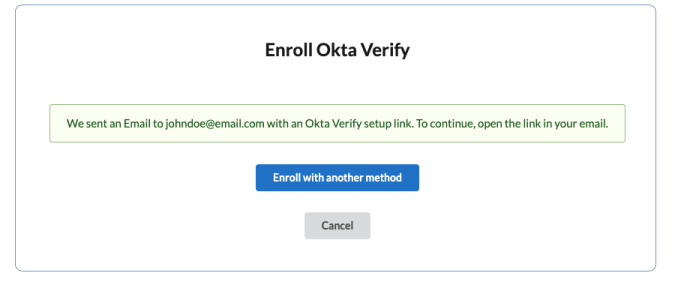 Enroll Okta Verify
We sent an Email to johndoe@email.com with an Okta Verify setup link. To continue, open the link in your email.
Enroll with another method
Cancel